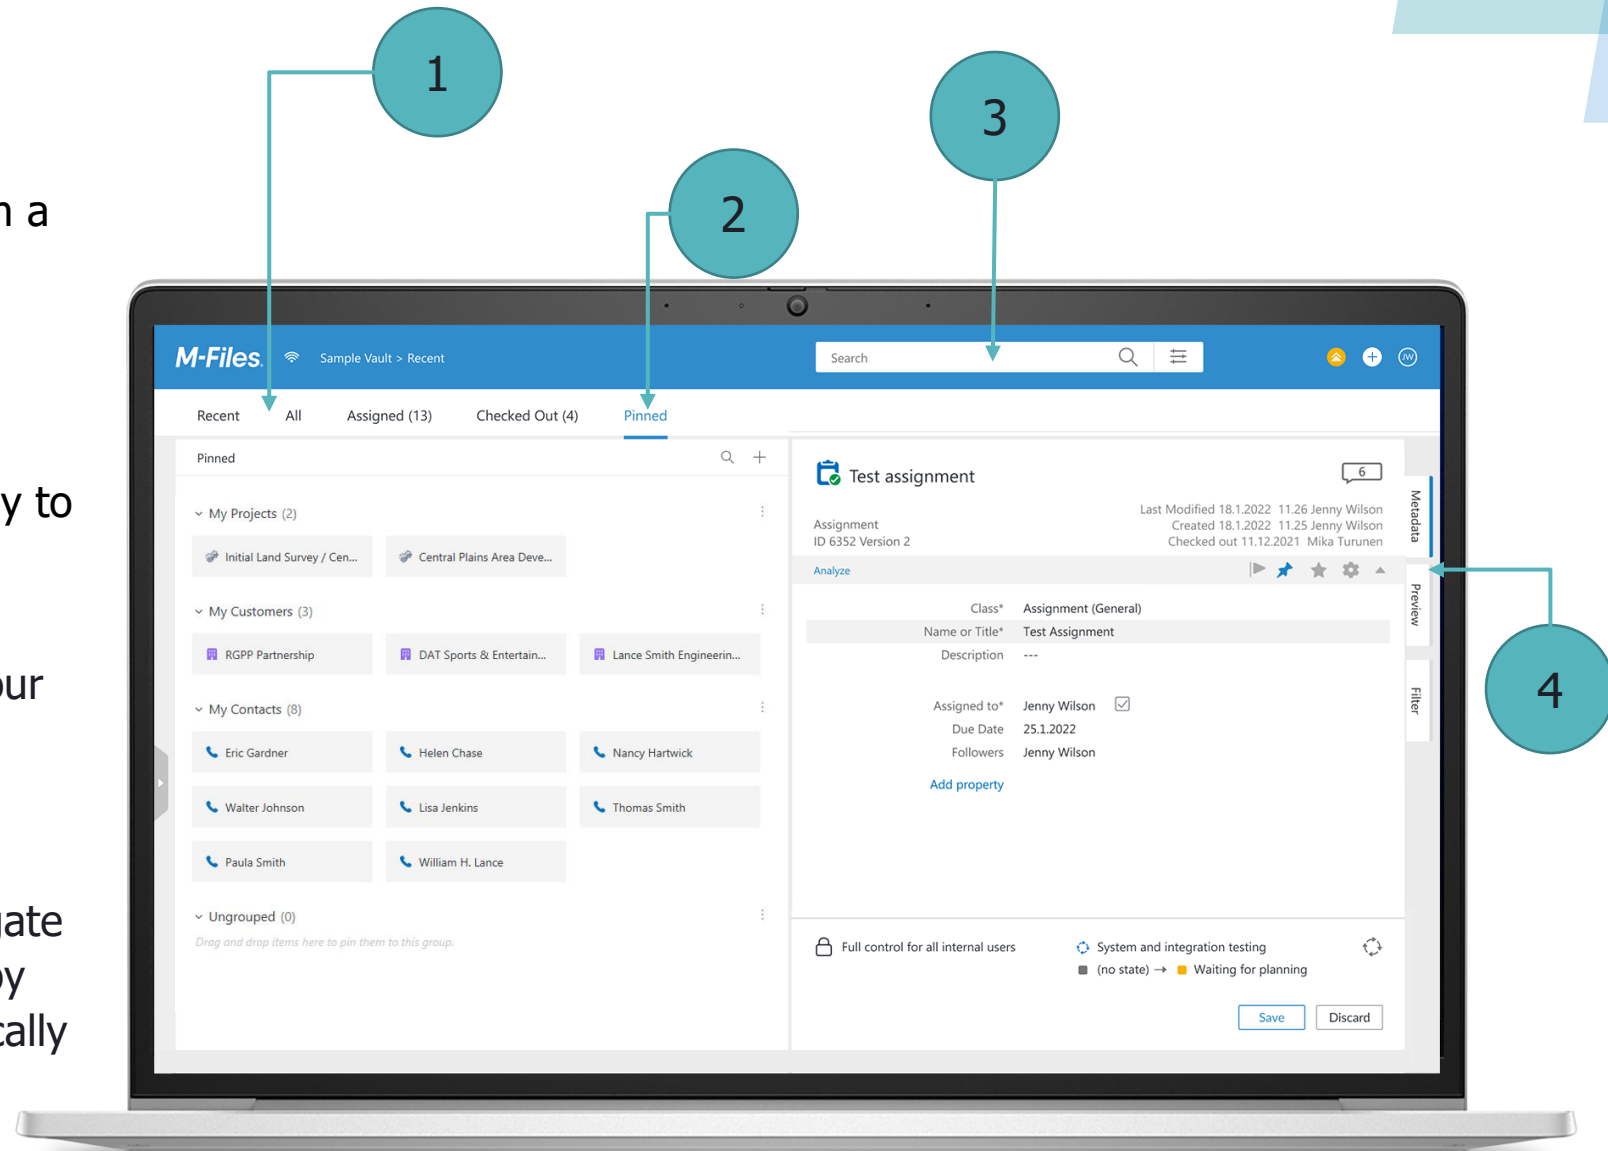 1
3
2
n a
y to
our
gate
by
cally
M-Files
Sample Vault > Recent
Search
JW
Recent
All
Assigned (13)
Checked Out (4)
Pinned
Pinned
My Projects (2)
Initial Land Survey / Cen...
Central Plains Area Deve...
My Customers (3)
RGPP Partnership
DAT Sports & Entertain...
Lance Smith Engineerin...
My Contacts (8)
Eric Gardner
Helen Chase
Nancy Hartwick
Walter Johnson
Lisa Jenkins
Thomas Smith
Paula Smith
William H. Lance
Ungrouped (0)
Drag and drop items here to pin them to this group.
Test assignment
6
Assignment
ID 6352 Version 2
Last Modified 18.1.2022 11.26 Jenny Wilson
Created 18.1.2022 11.25 Jenny Wilson
Checked out 11.12.2021 Mika Turunen
Analyze
Class* Assignment (General)
Name or Title* Test Assignment
Description ---
Assigned to* Jenny Wilson
Due Date 25.1.2022
Followers Jenny Wilson
Add property
Full control for all internal users
System and integration testing
(no state) → Waiting for planning
Save
Discard
Metadata
Preview
Filter
4